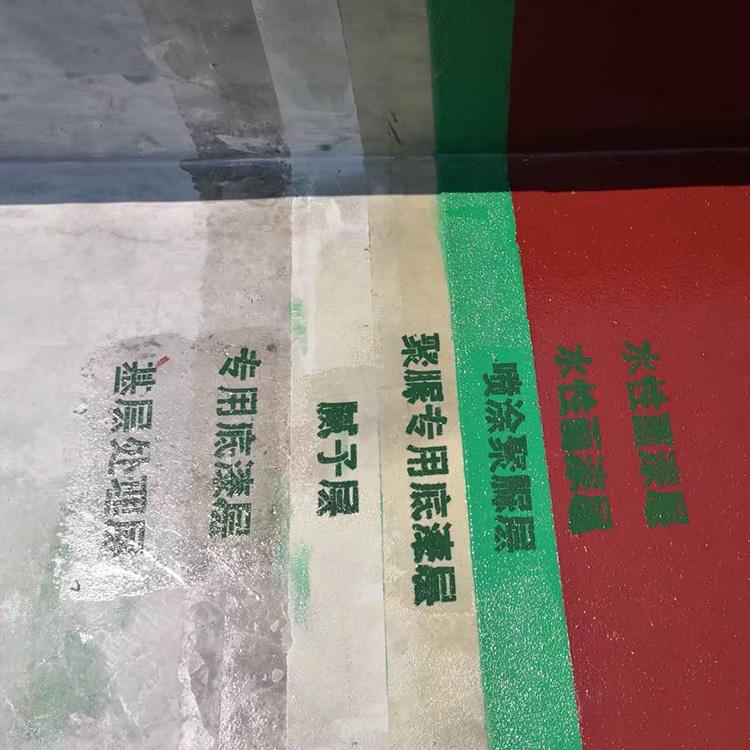 基层处理层
专用底漆层
腻子层
聚脲专用底漆层
喷涂聚脲层
水性面漆层
水性面漆层